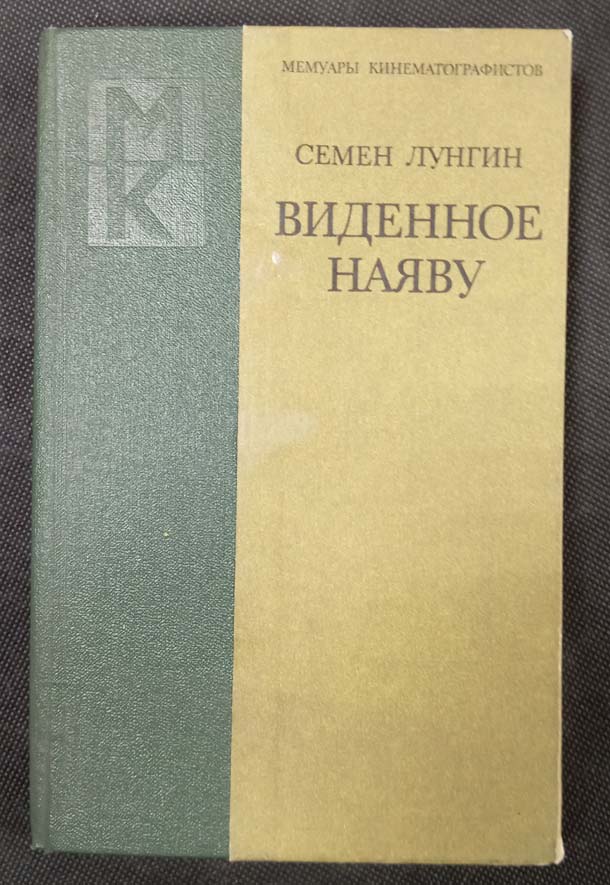 МК
МЕМУАРЫ КИНЕМАТОГРАФИСТОВ
СЕМЕН ЛУНГИН
ВИДЕННОЕ
НАЯВУ